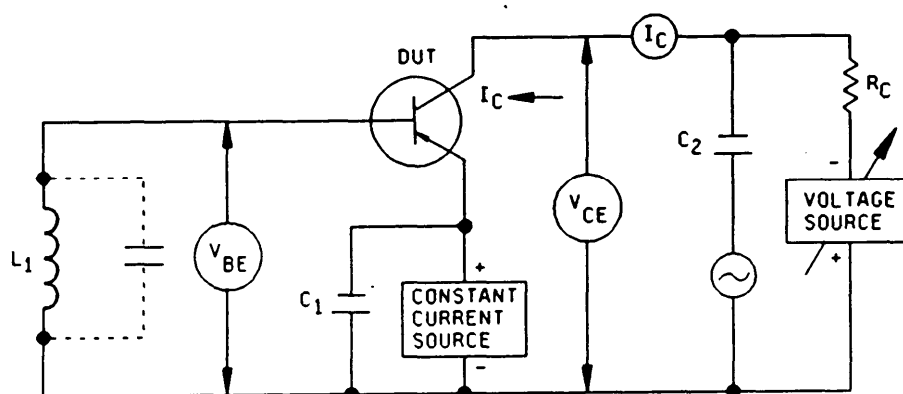 DUT
I_C
I_C
R_C
C_2
-
VOLTAGE
SOURCE
+
V_CE
V_BE
L_1
C_1
+
CONSTANT
CURRENT
SOURCE
-